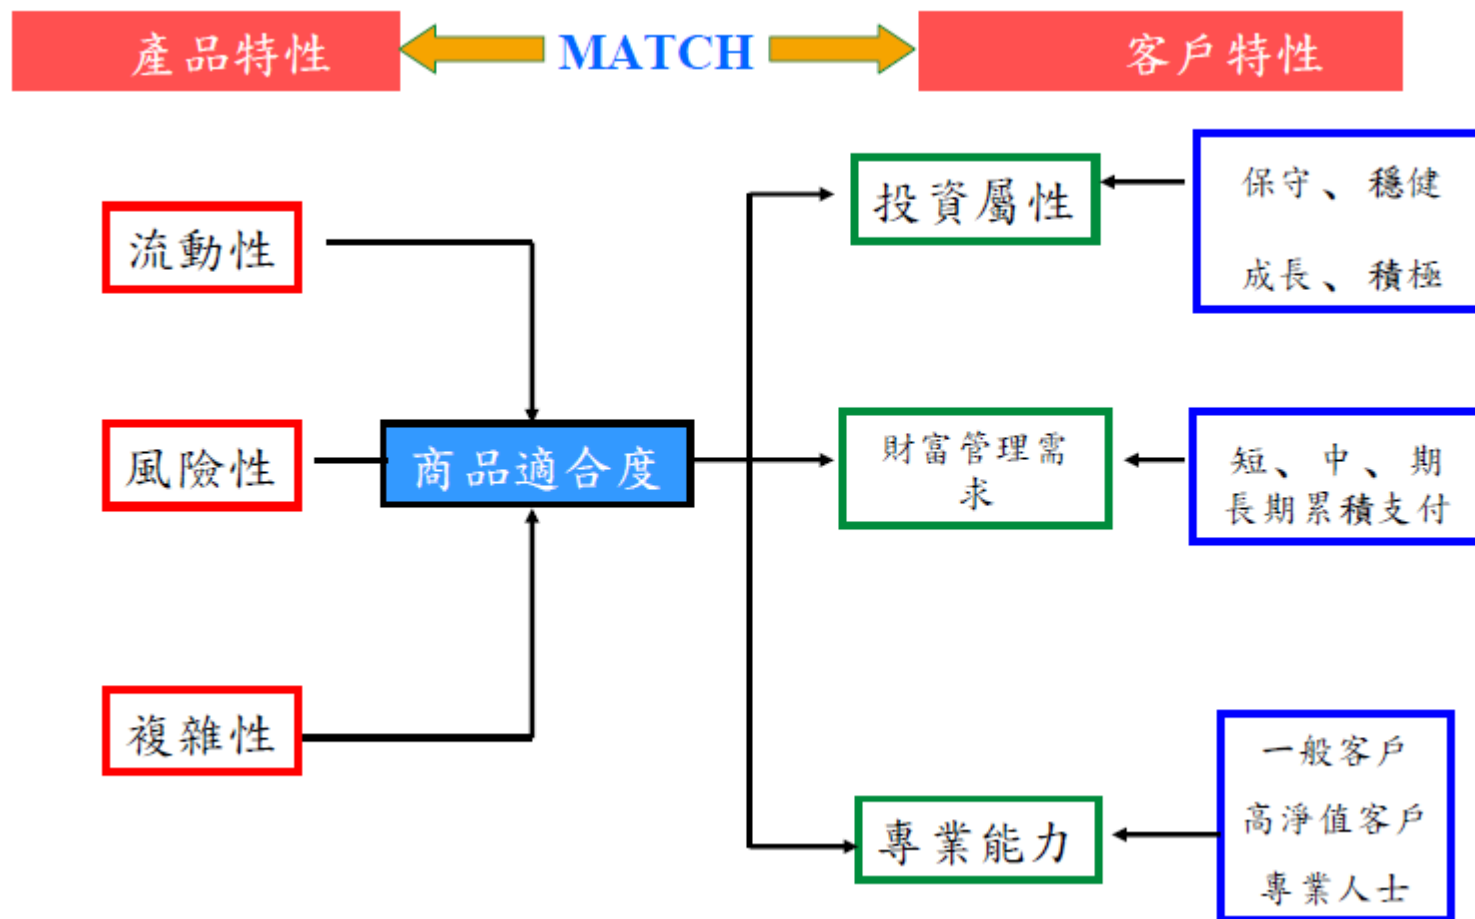 產品特性
MATCH
客戶特性
流動性
風險性
複雜性
商品適合度
投資屬性
保守、穩健
成長、積極
財富管理需
求
短、中、期
長期累積支付
專業能力
一般客戶
高淨值客戶
專業人士